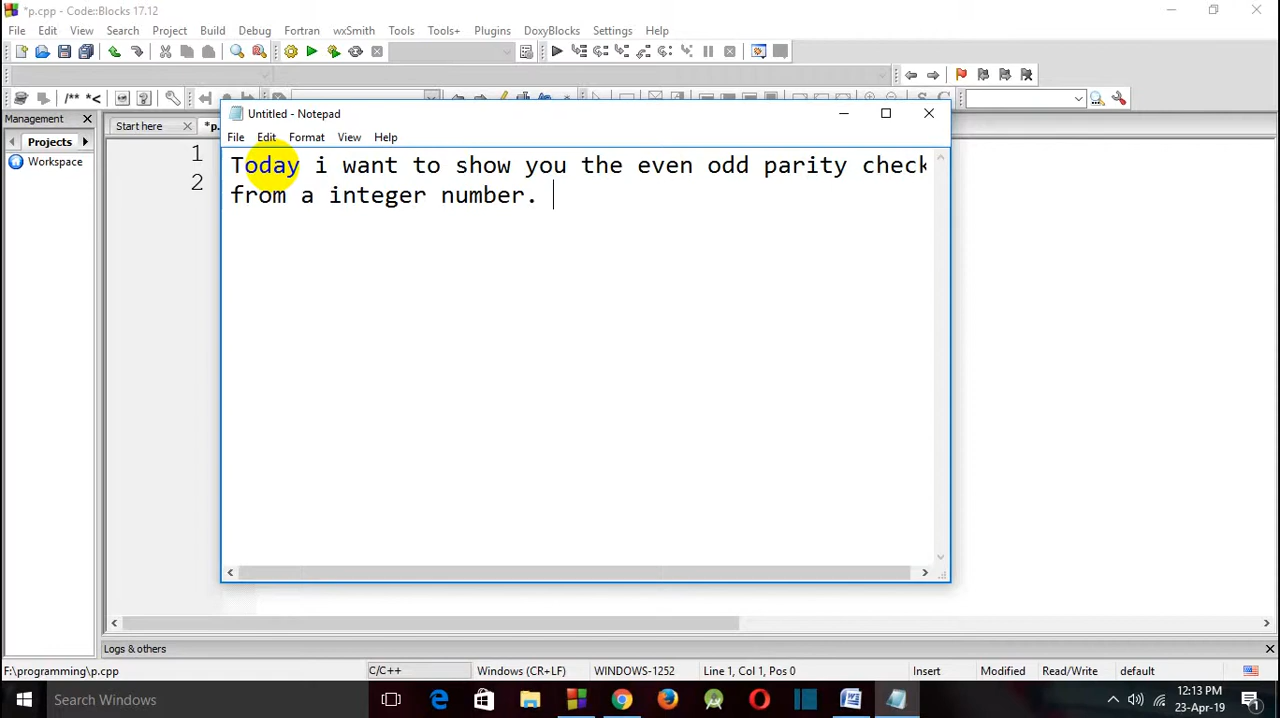 *p.cpp - Code::Blocks 17.12
File Edit View Search Project Build Debug Fortran wxSmith Tools Tools+ Plugins DoxyBlocks Settings Help
/** *<
Management
Start here
*p.
Projects
Workspace
1
2
Untitled - Notepad
File Edit Format View Help
Today i want to show you the even odd parity check
from a integer number.
Logs & others
F:\programming\p.cpp C/C++ Windows (CR+LF) WINDOWS-1252 Line 1, Col 1, Pos 0 Insert Modified Read/Write default
Search Windows
12:13 PM
23-Apr-19
1